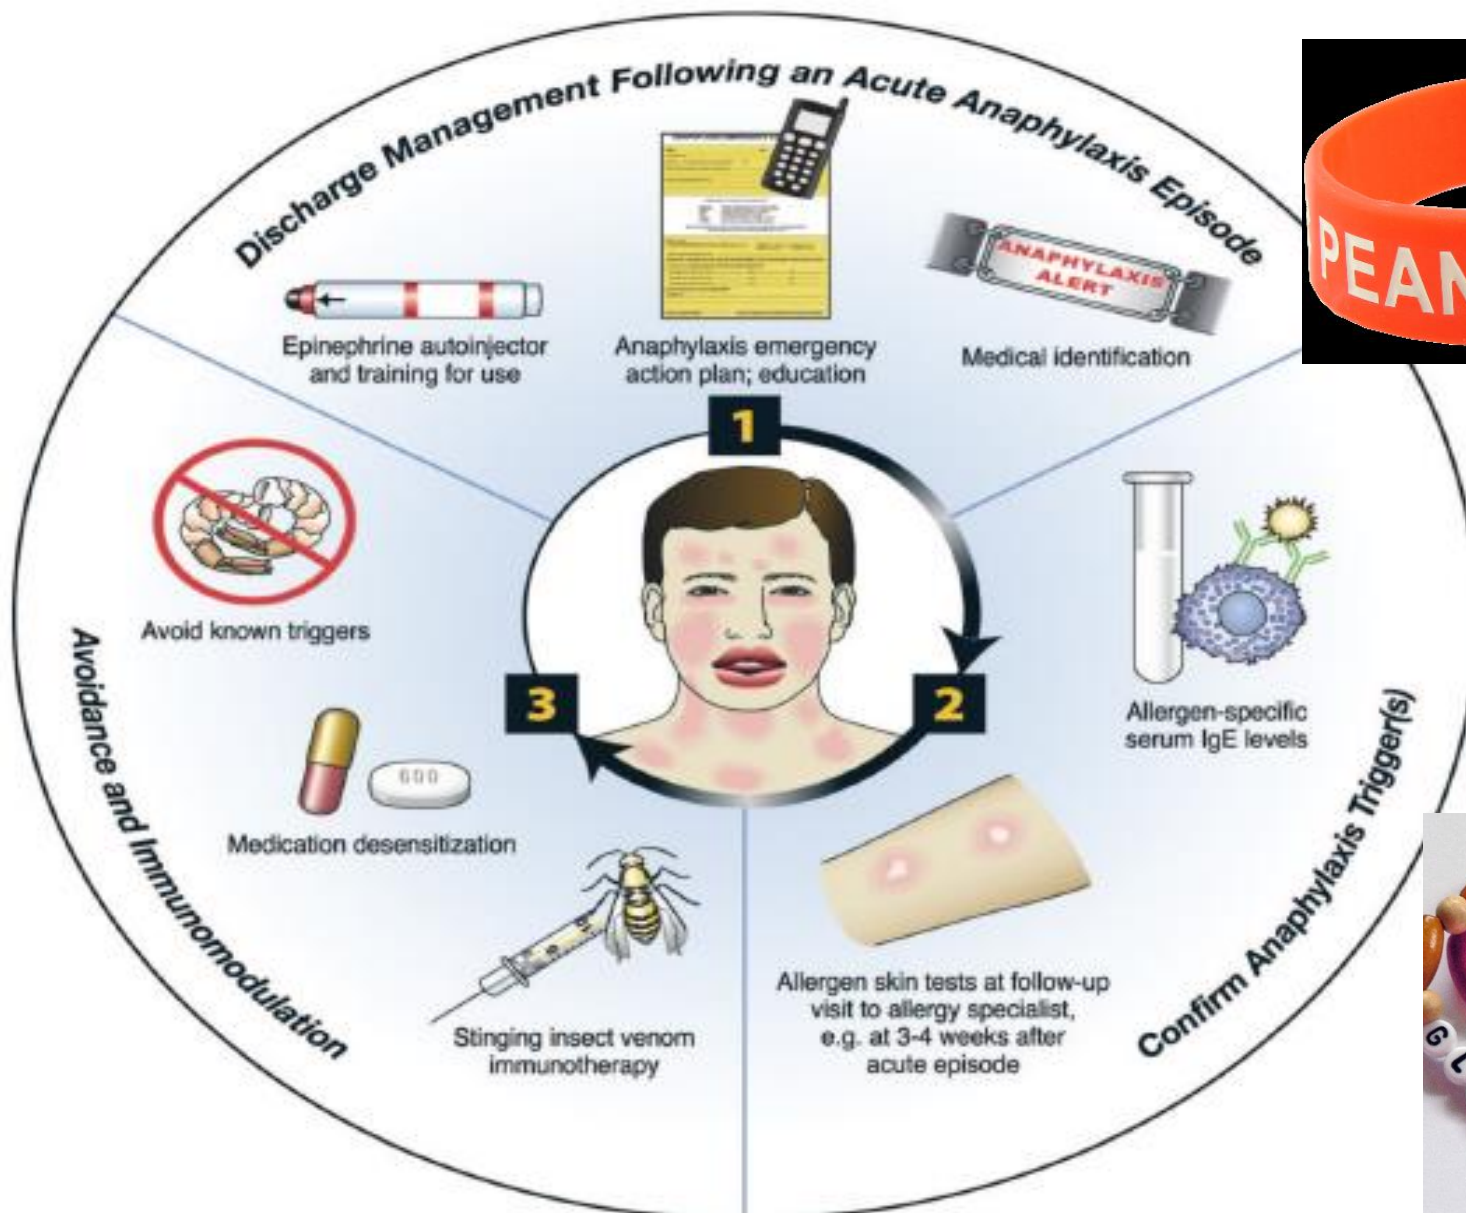 Discharge Management Following an Acute Anaphylaxis Episode
Epinephrine autoinjector
and training for use
Anaphylaxis emergency
action plan; education
ANAPHYLAXIS
ALERT
Medical identification
PEAN
1
2
3
Allergen-specific
serum IgE levels
Allergen skin tests at follow-up
visit to allergy specialist,
e.g. at 3-4 weeks after
acute episode
Confirm Anaphylaxis Trigger(s)
Avoid known triggers
600
Medication desensitization
Stinging insect venom
immunotherapy
Avoidance and Immunomodulation
GL